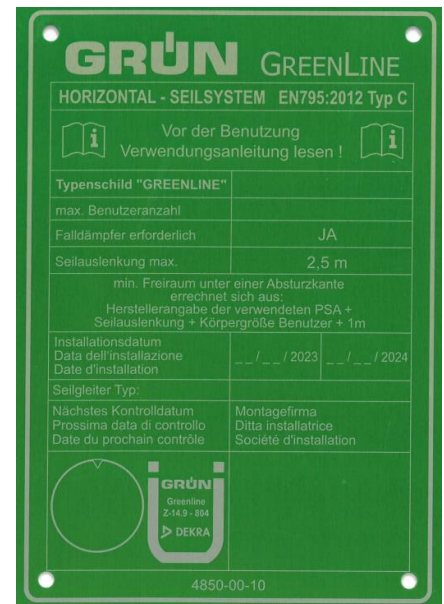 GRÜN GREENLINE
HORIZONTAL - SEILSYSTEM EN795:2012 Typ C
i Vor der Benutzung i
Verwendungsanleitung lesen !
Typenschild "GREENLINE"
max. Benutzeranzahl
Falldämpfer erforderlich JA
Seilauslenkung max. 2,5 m
min. Freiraum unter einer Absturzkante
errechnet sich aus:
Herstellerangabe der verwendeten PSA +
Seilauslenkung + Körpergröße Benutzer + 1m
Installationsdatum
Data dell'installazione
Date d'installation
_ _ / _ _ / 2023 _ _ / _ _ / 2024
Seilgleiter Typ:
Nächstes Kontrolldatum
Prossima data di controllo
Date du prochain contrôle
Montagefirma
Ditta installatrice
Société d'installation
GRÜN
Greenline
Z-14.9 - 804
DEKRA
4850-00-10